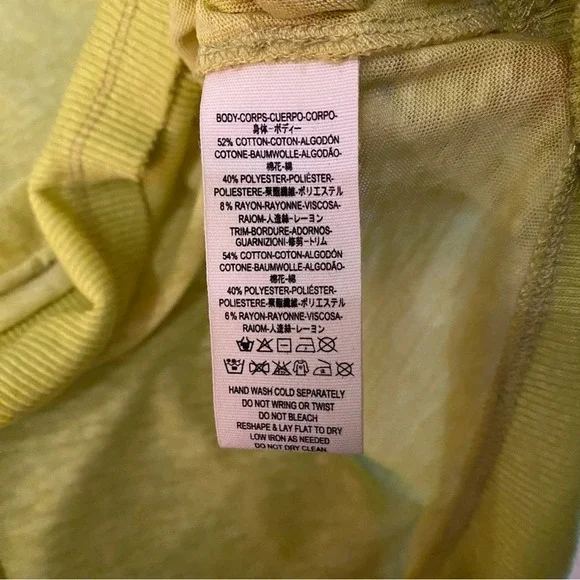 BODY-CORPS-CUERPO-CORPO-
身体-ボディー
52% COTTON-COTON-ALGODÓN
COTONE-BAUMWOLLE-ALGODÃO-
棉花-綿
40% POLYESTER-POLIÉSTER-
POLIESTERE-聚酯纖維-ポリエステル
8% RAYON-RAYONNE-VISCOSA-
RAIOM-人造絲-レーヨン
TRIM-BORDURE-ADORNOS-
GUARNIZIONI-修剪-トリム
54% COTTON-COTON-ALGODÓN
COTONE-BAUMWOLLE-ALGODÃO-
棉花-綿
40% POLYESTER-POLIÉSTER-
POLIESTERE-聚酯纖維-ポリエステル
6% RAYON-RAYONNE-VISCOSA-
RAIOM-人造絲-レーヨン
HAND WASH COLD SEPARATELY
DO NOT WRING OR TWIST
DO NOT BLEACH
RESHAPE & LAY FLAT TO DRY
LOW IRON AS NEEDED
DO NOT DRY CLEAN